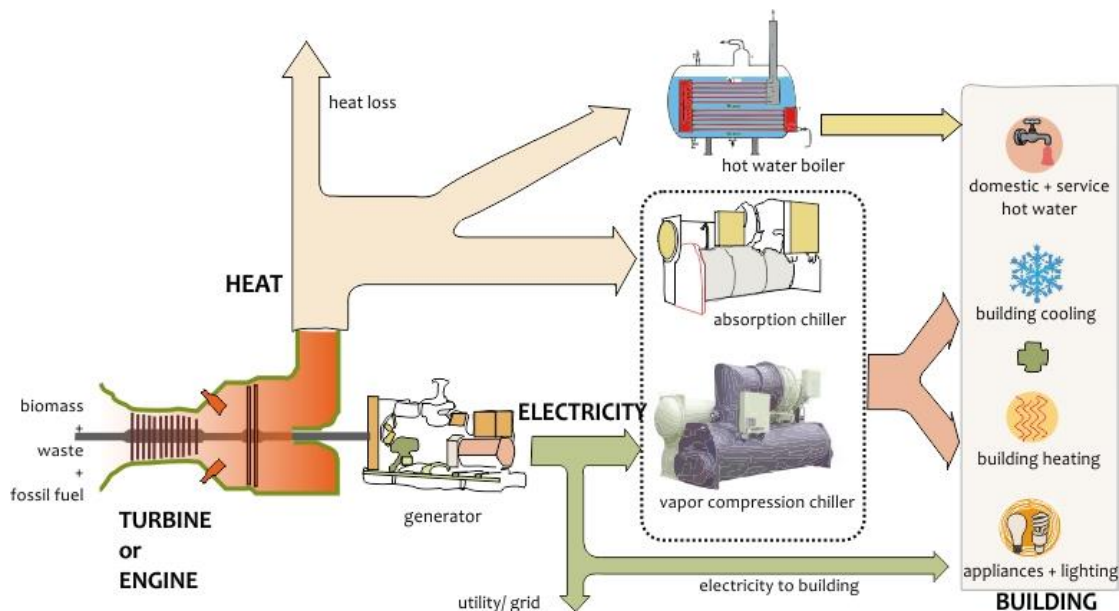 heat loss
hot water boiler
domestic + service
hot water
HEAT
absorption chiller
building cooling
biomass
+
waste
+
fossil fuel
ELECTRICITY
building heating
generator
vapor compression chiller
TURBINE
or
ENGINE
appliances + lighting
electricity to building
utility/ grid
BUILDING